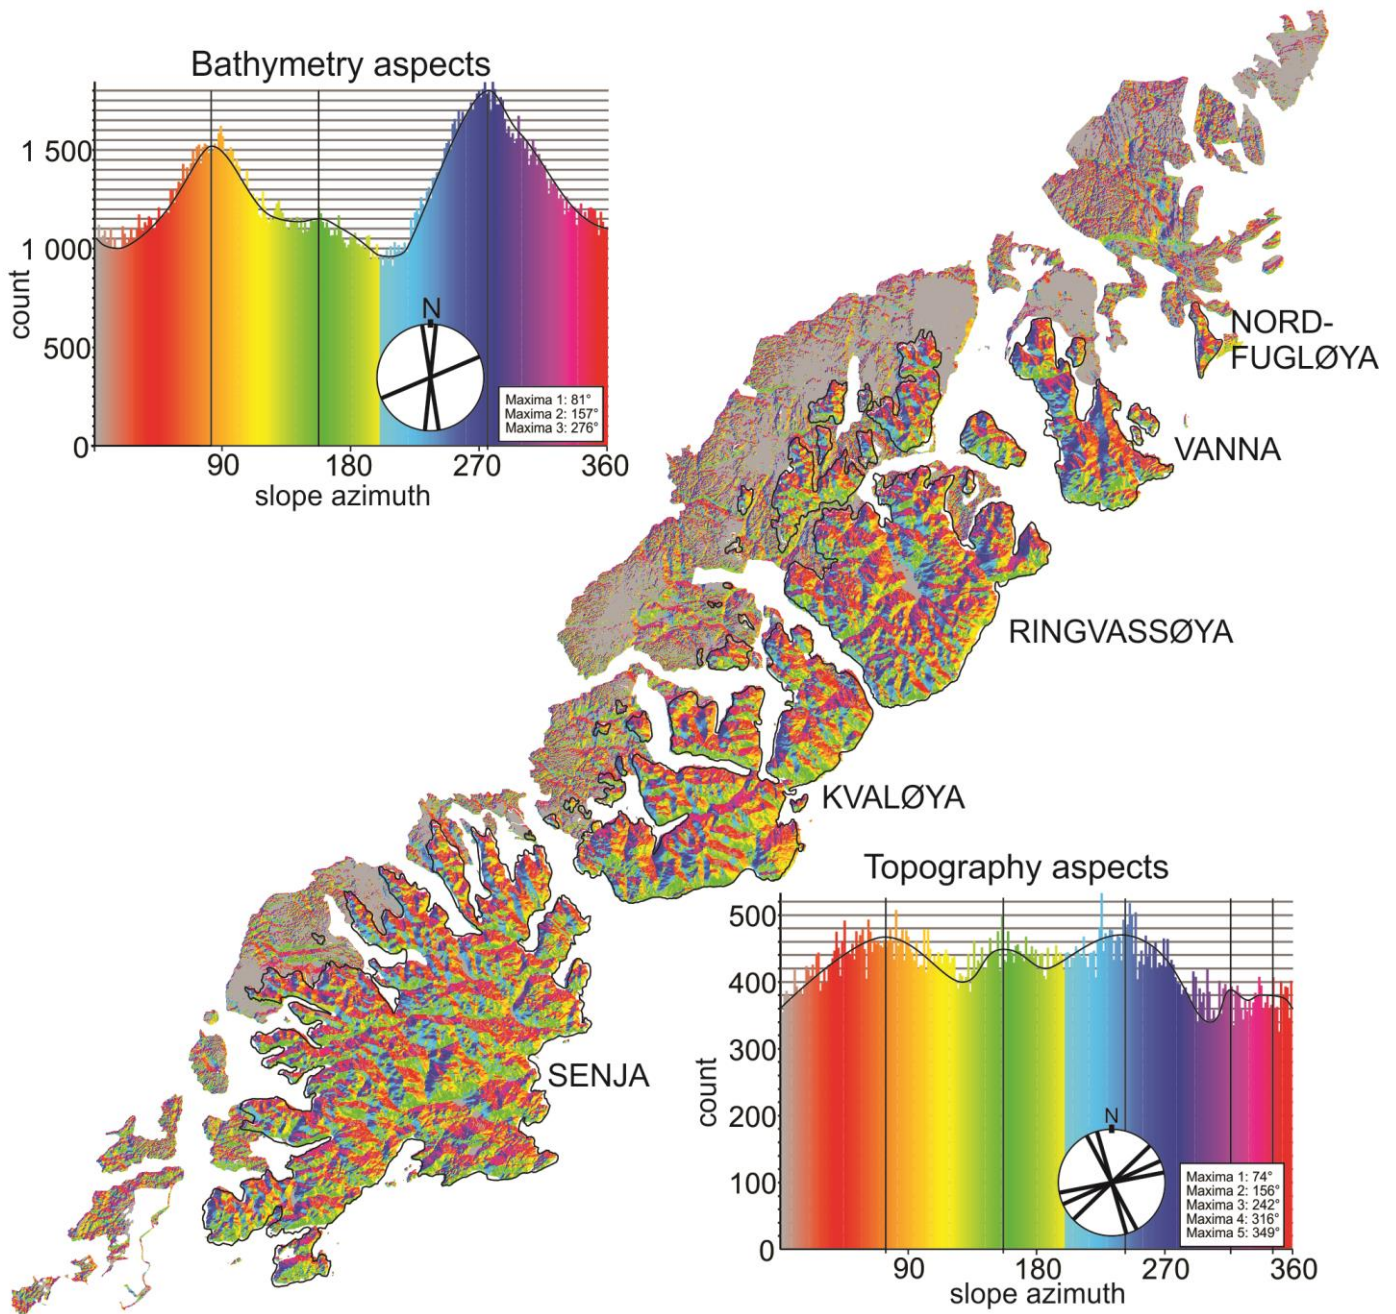 Bathymetry aspects
1 500
1 000
500
0
count
N
Maxima 1: 81°
Maxima 2: 157°
Maxima 3: 276°
90
180
270
360
slope azimuth
NORD-
FUGLØYA
VANNA
RINGVASSØYA
KVALØYA
SENJA
Topography aspects
500
400
300
200
100
0
count
N
Maxima 1: 74°
Maxima 2: 156°
Maxima 3: 242°
Maxima 4: 316°
Maxima 5: 349°
90
180
270
360
slope azimuth